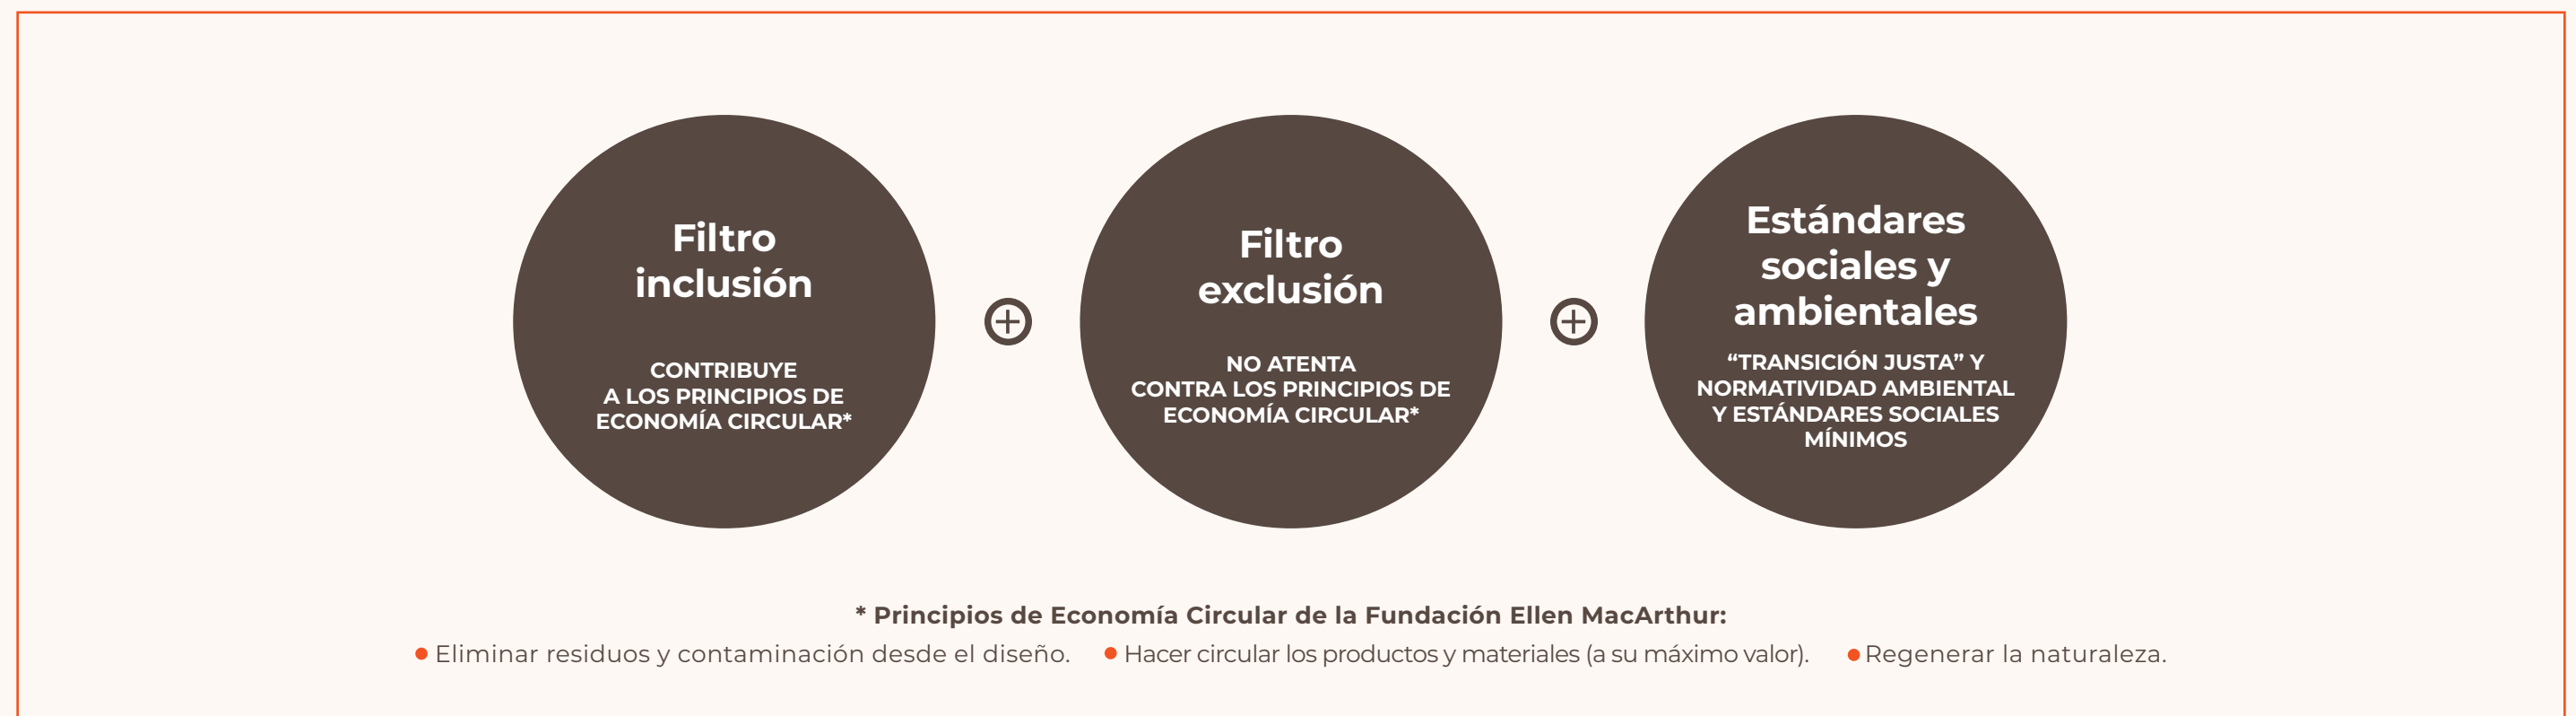 Filtro
inclusión
CONTRIBUYE
A LOS PRINCIPIOS DE
ECONOMÍA CIRCULAR*
Filtro
exclusión
NO ATENTA
CONTRA LOS PRINCIPIOS DE
ECONOMÍA CIRCULAR*
Estándares
sociales y
ambientales
“TRANSICIÓN JUSTA” Y
NORMATIVIDAD AMBIENTAL
Y ESTÁNDARES SOCIALES
MÍNIMOS
* Principios de Economía Circular de la Fundación Ellen MacArthur:
● Eliminar residuos y contaminación desde el diseño. ● Hacer circular los productos y materiales (a su máximo valor). ● Regenerar la naturaleza.